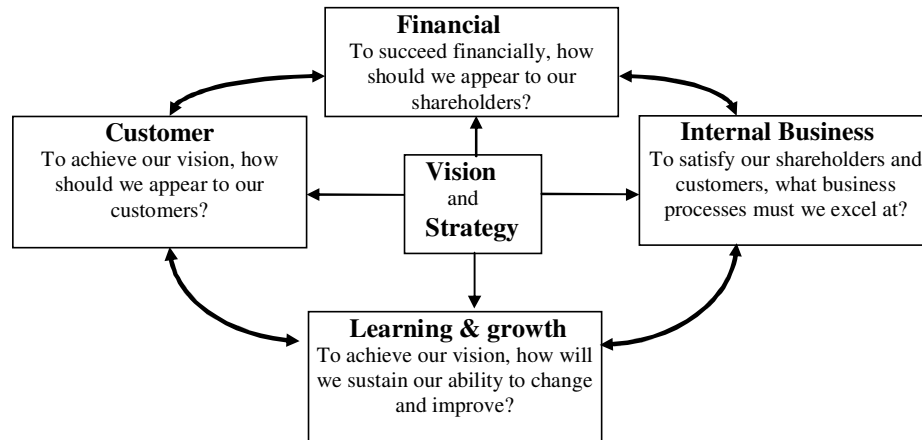 Financial
To succeed financially, how
should we appear to our
shareholders?
Customer
To achieve our vision, how
should we appear to our
customers?
Vision
and
Strategy
Internal Business
To satisfy our shareholders and
customers, what business
processes must we excel at?
Learning & growth
To achieve our vision, how will
we sustain our ability to change
and improve?